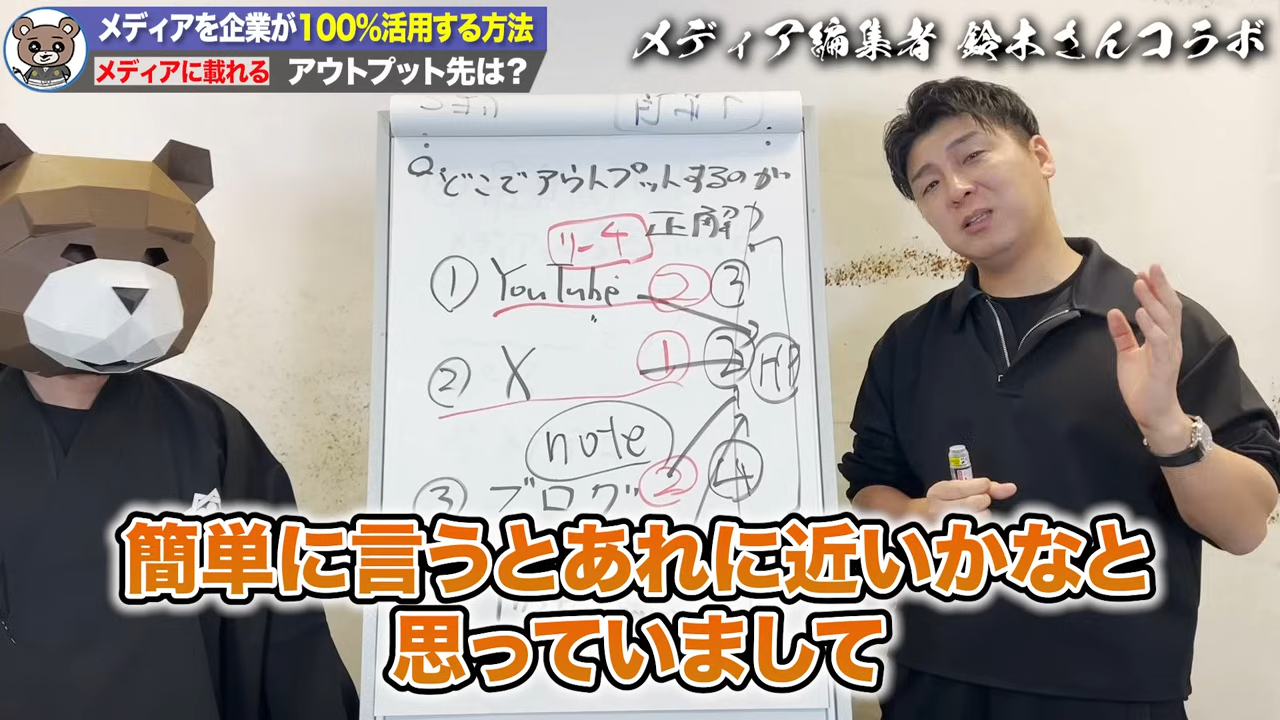 メディアを企業が100%活用する方法
メディアに載れる アウトプット先は?
メディア編集者 鈴木さんコラボ
Q.どこでアウトプットするのが
正解?
リーチ
① YouTube ② ③
② X ① ② HP
note
③ ブログ ② ④
簡単に言うとあれに近いかなと
思っていまして